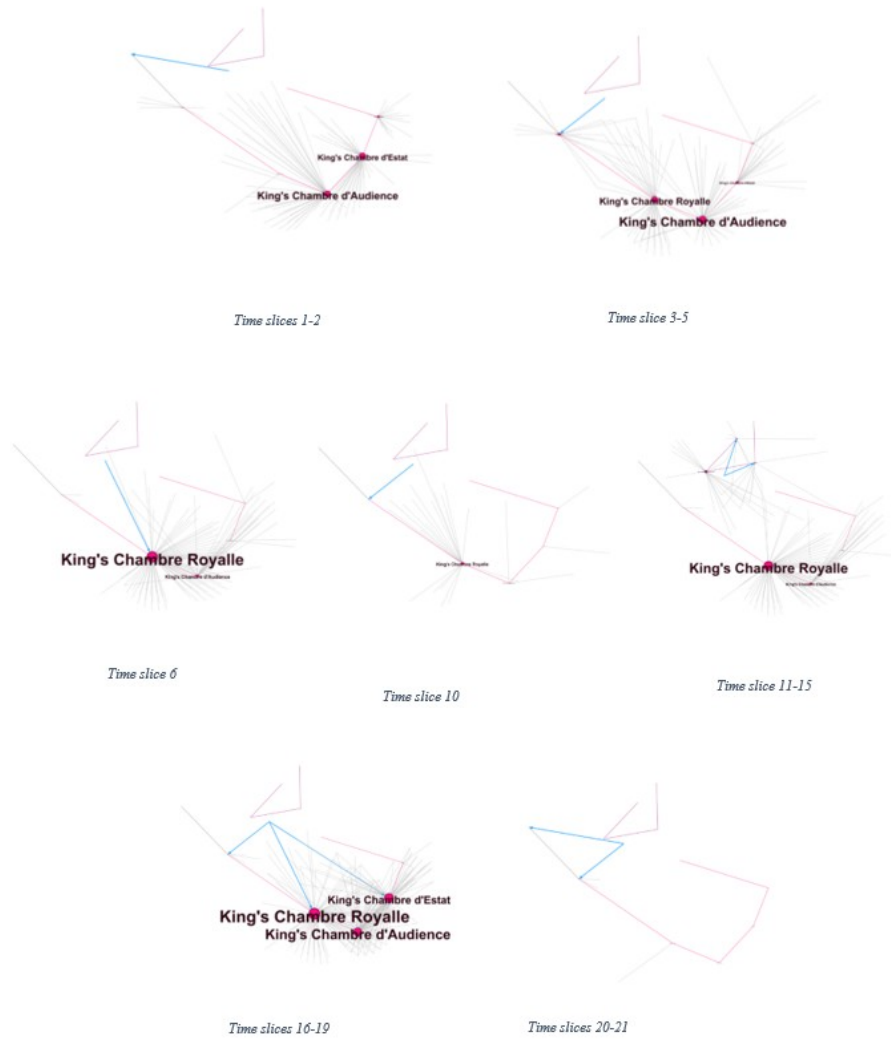 King's Chambre d'Estat
King's Chambre d'Audience
King's Chambre Royalle
King's Chambre d'Audience
Time slices 1-2
Time slice 3-5
King's Chambre Royalle
King's Chambre d'Audience
King's Chambre Royalle
King's Chambre Royalle
King's Chambre d'Audience
Time slice 6
Time slice 10
Time slice 11-15
King's Chambre d'Estat
King's Chambre Royalle
King's Chambre d'Audience
Time slices 16-19
Time slices 20-21